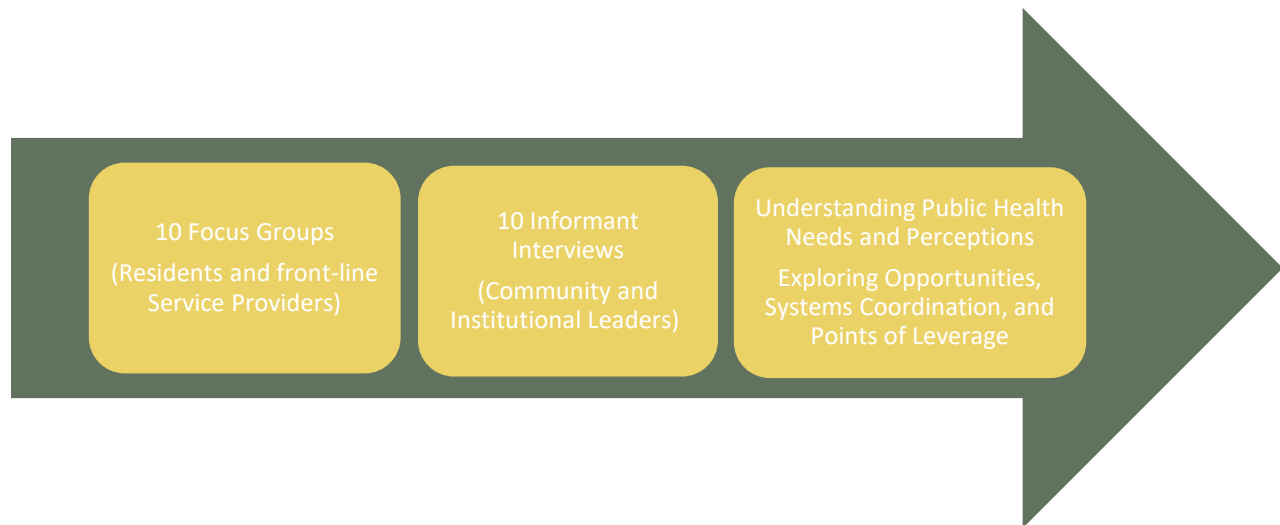 10 Focus Groups
(Residents and front-line
Service Providers)
10 Informant
Interviews
(Community and
Institutional Leaders)
Understanding Public Health
Needs and Perceptions
Exploring Opportunities,
Systems Coordination, and
Points of Leverage